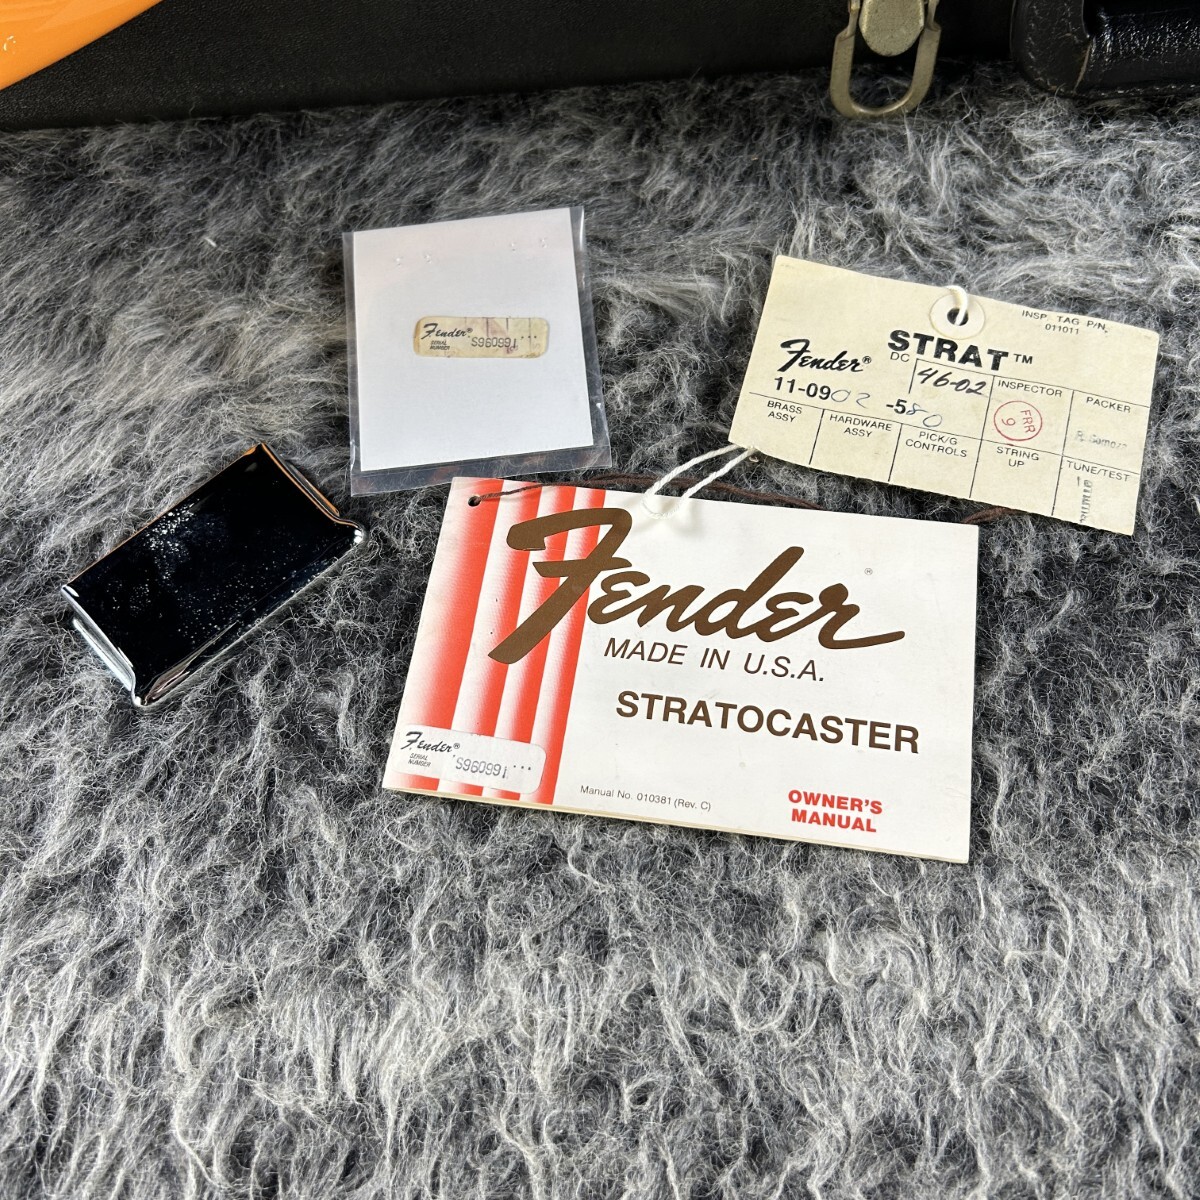 Fender®
SERIAL
NUMBER
S960991 ···
INSP. TAG P/N.
011011
Fender®
STRAT™
DC
46-02
INSPECTOR
PACKER
11-0902 -580
FRR
9
BRASS
ASSY
HARDWARE
ASSY
PICK/G
CONTROLS
STRING
UP
TUNE/TEST
Fender®
MADE IN U.S.A.
STRATOCASTER
Fender®
SERIAL
NUMBER
S960991 ···
Manual No. 010381 (Rev. C)
OWNER'S
MANUAL